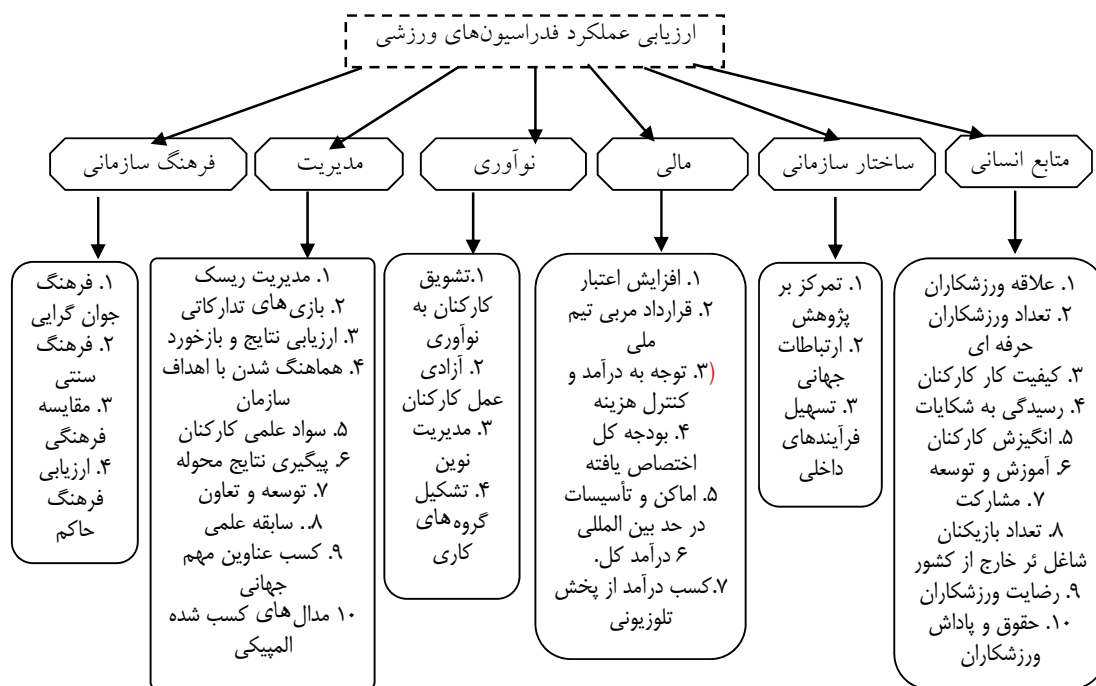 ارزیابی عملکرد فدراسیون‌های ورزشی
متابع انسانی
ساختار سازمانی
مالی
نوآوری
مدیریت
فرهنگ سازمانی
۱. علاقه ورزشکاران
۲. تعداد ورزشکاران
حرفه ای
۳. کیفیت کار کارکنان
۴. رسیدگی به شکایات
۵. انگیزش کارکنان
۶. آموزش و توسعه
۷. مشارکت
۸. تعداد بازیکنان
شاغل ئر خارج از کشور
۹. رضایت ورزشکاران
۱۰. حقوق و پاداش
ورزشکاران
۱. تمرکز بر
پژوهش
۲. ارتباطات
جهانی
۳. تسهیل
فرآیندهای
داخلی
۱. افزایش اعتبار
۲. قرارداد مربی تیم
ملی
(۳. توجه به درآمد و
کنترل هزینه
۴. بودجه کل
اختصاص یافته
۵. اماکن و تأسیسات
در حد بین المللی
۶ درآمد کل.
۷.کسب درآمد از پخش
تلوزیونی
۱.تشویق
کارکنان به
نوآوری
۲. آزادی
عمل کارکنان
۳. مدیریت
نوین
۴. تشکیل
گروه‌های
کاری
۱. مدیریت ریسک
۲. بازی‌های تدارکاتی
۳. ارزیابی نتایج و بازخورد
۴. هماهنگ شدن با اهداف
سازمان
۵. سواد علمی کارکنان
۶. پیگیری نتایج محوله
۷. توسعه و تعاون
۸.. سابقه علمی
۹. کسب عناوین مهم
جهانی
۱۰. مدال‌های کسب شده
المپیکی
۱. فرهنگ
جوان گرایی
۲. فرهنگ
سنتی
۳. مقایسه
فرهنگی
۴. ارزیابی
فرهنگ
حاکم